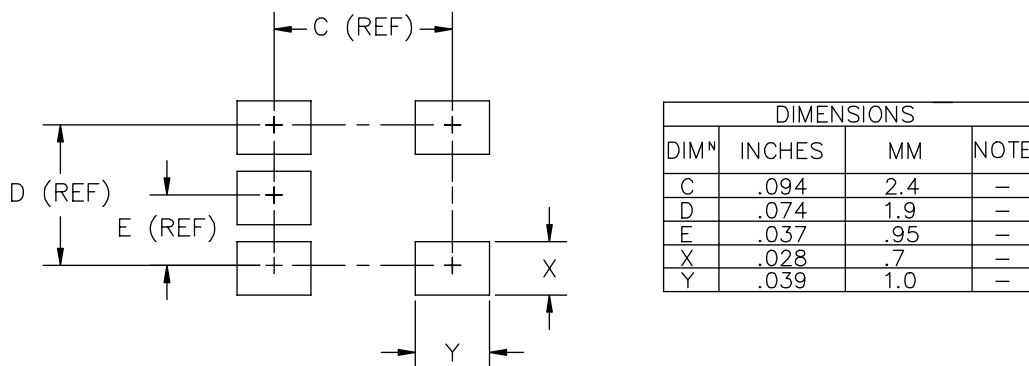 C (REF)
D (REF)
E (REF)
X
Y
DIMENSIONS
DIMᴺ INCHES MM NOTE
C .094 2.4 –
D .074 1.9 –
E .037 .95 –
X .028 .7 –
Y .039 1.0 –